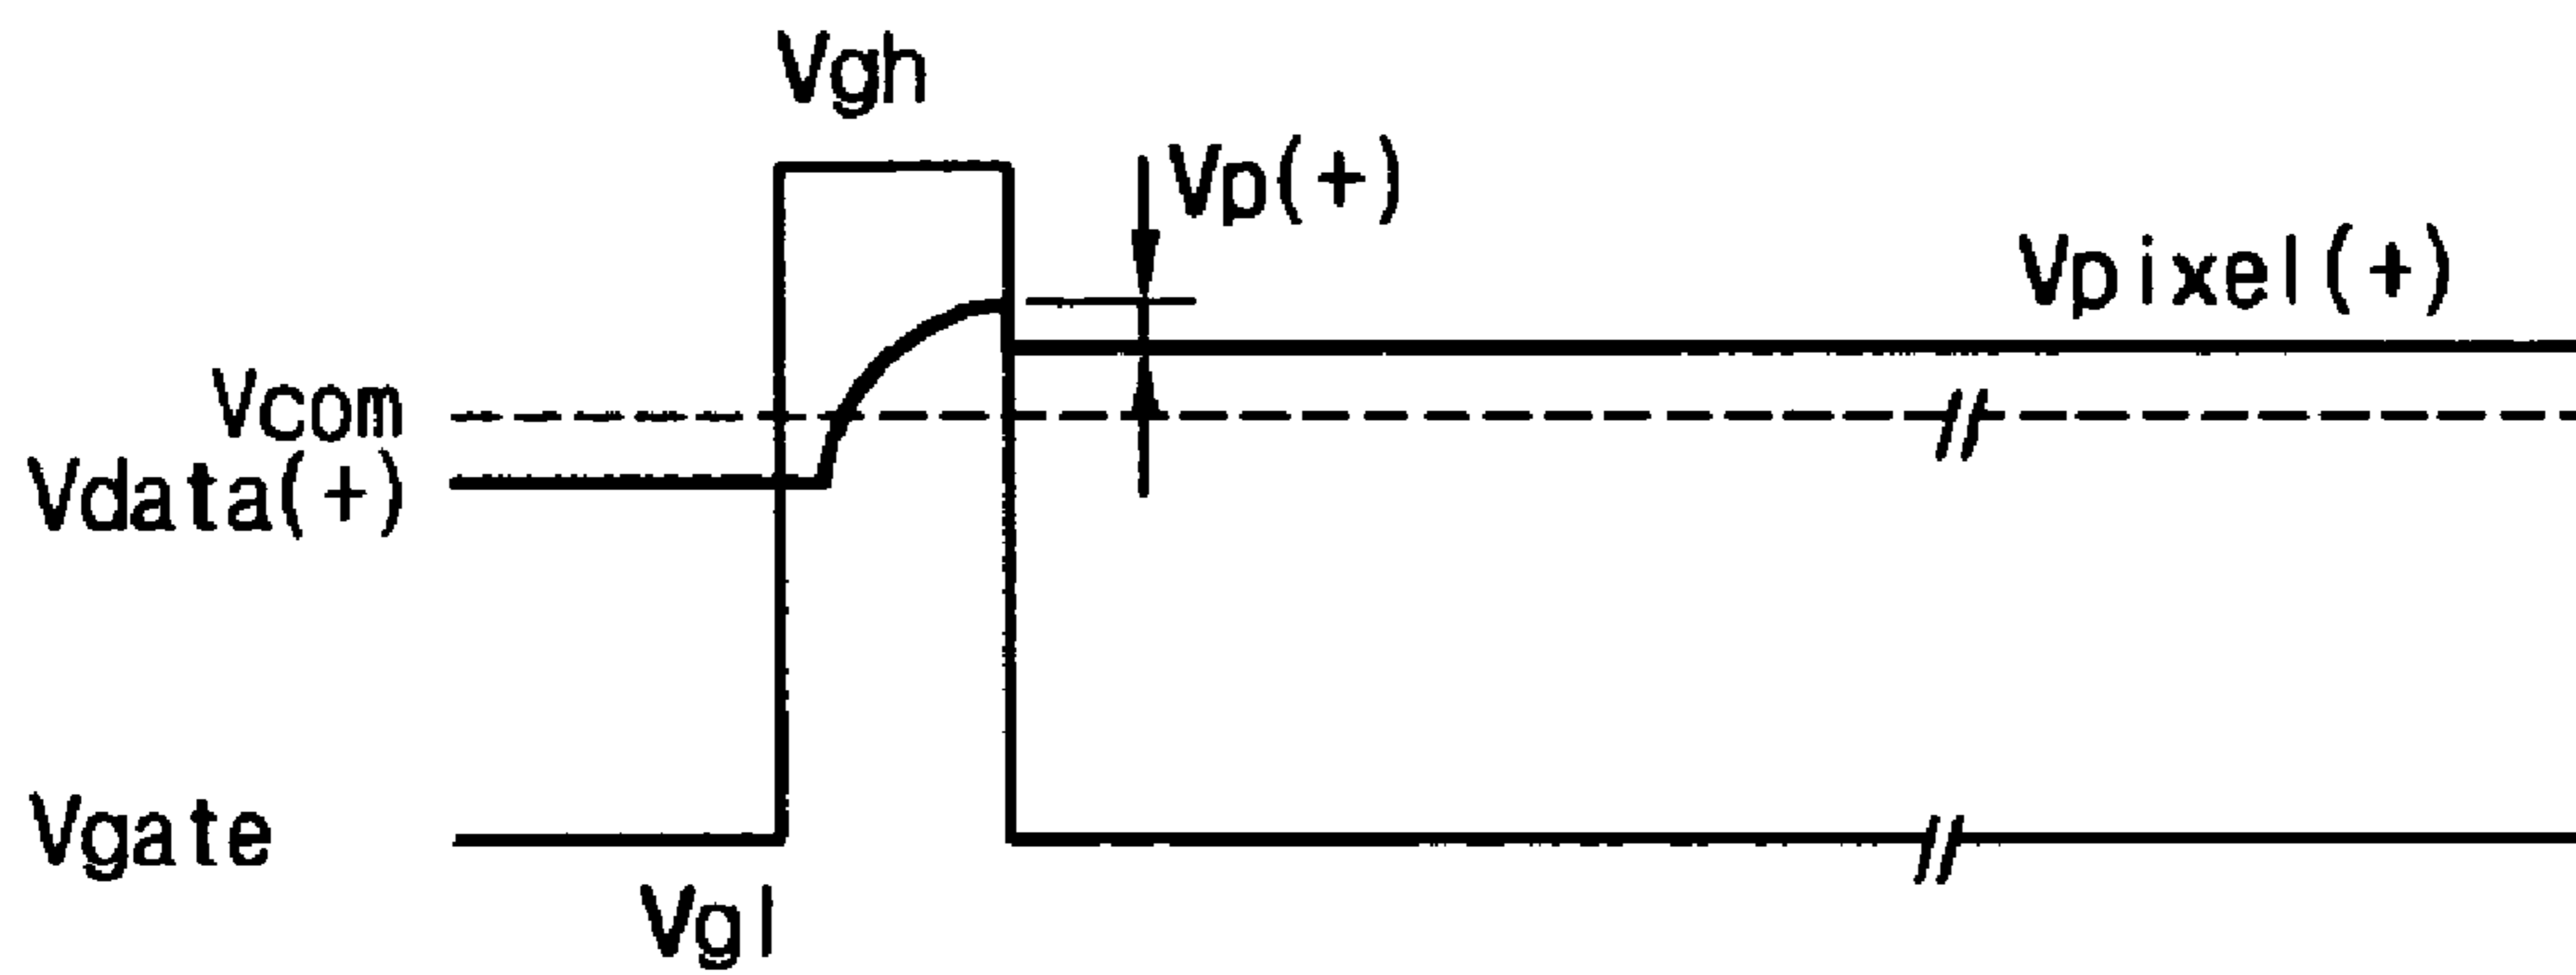 Vgh
Vp(+)
Vpixel(+)
Vcom
Vdata(+)
Vgate
Vgl